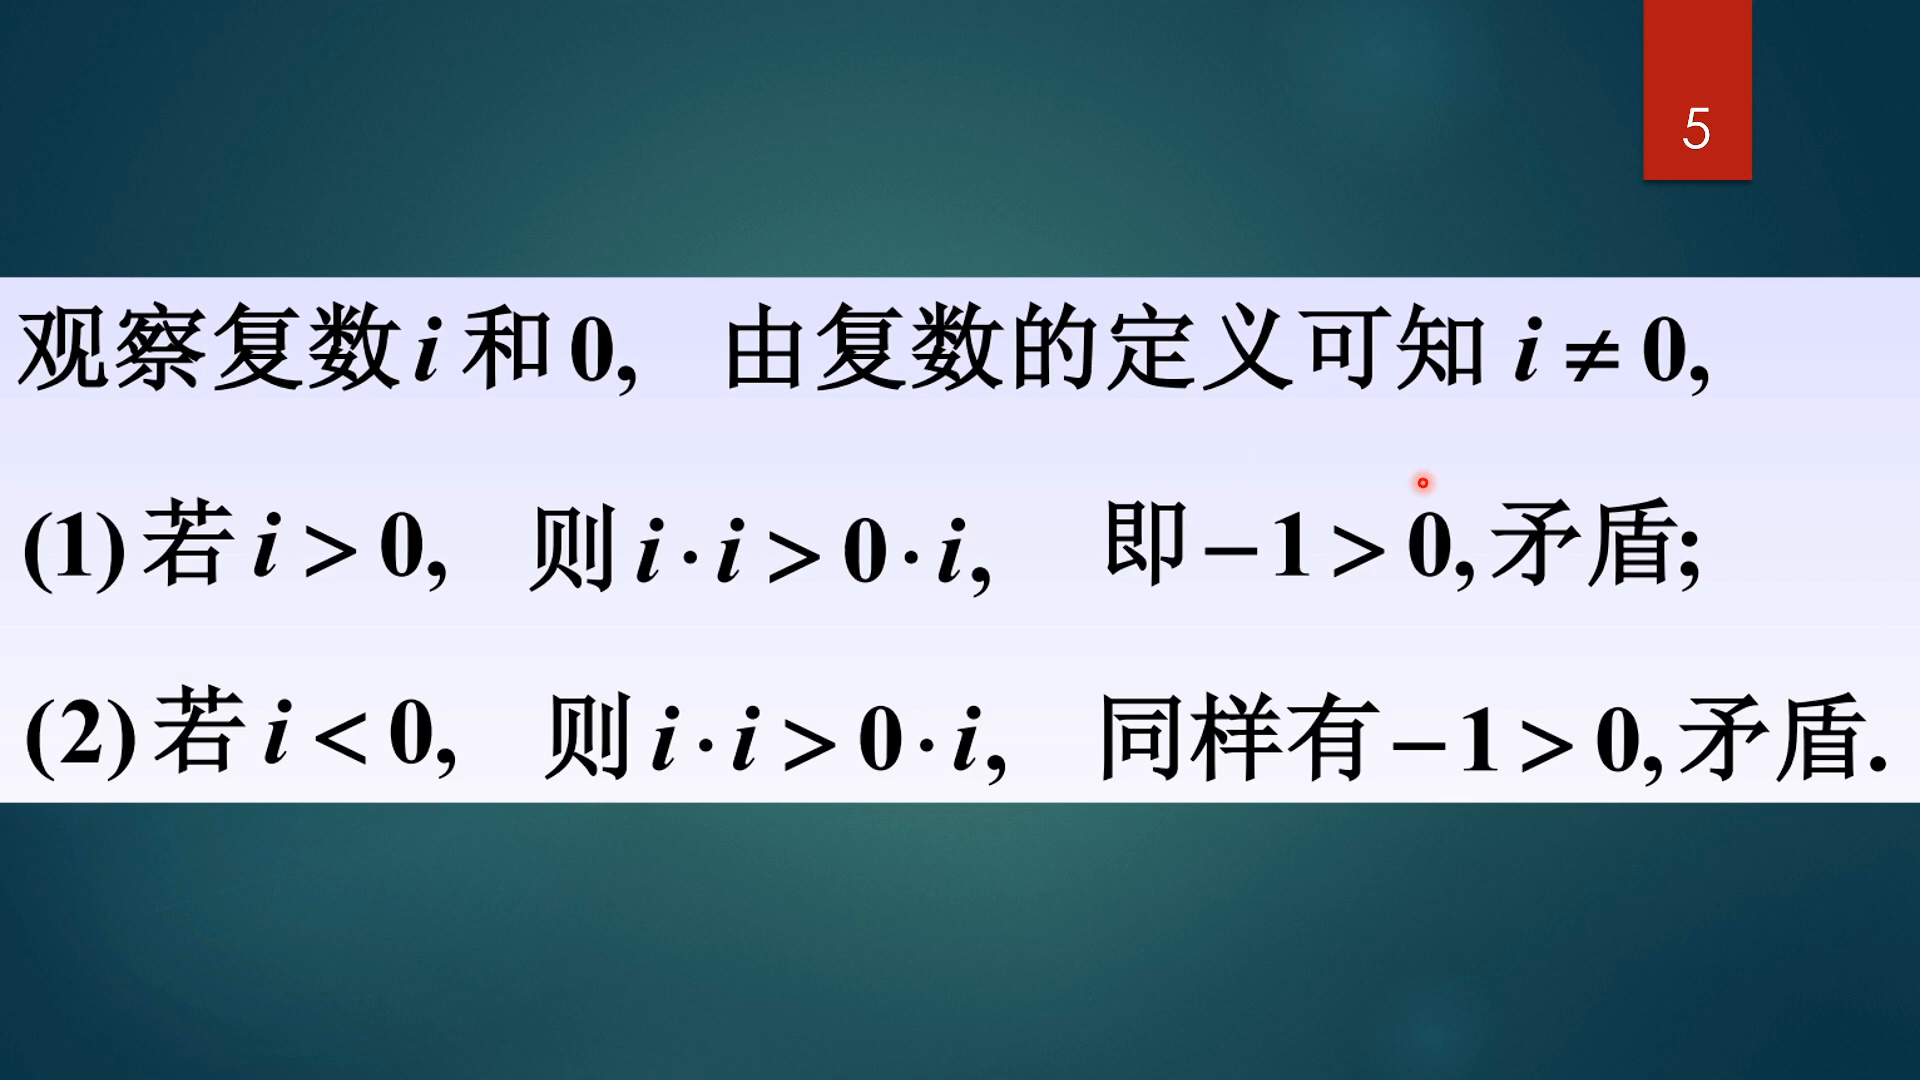 5
观察复数i和0, 由复数的定义可知 i ≠ 0,
(1)若 i > 0, 则 i · i > 0 · i, 即 −1 > 0, 矛盾;
(2)若 i < 0, 则 i · i > 0 · i, 同样有 −1 > 0, 矛盾.